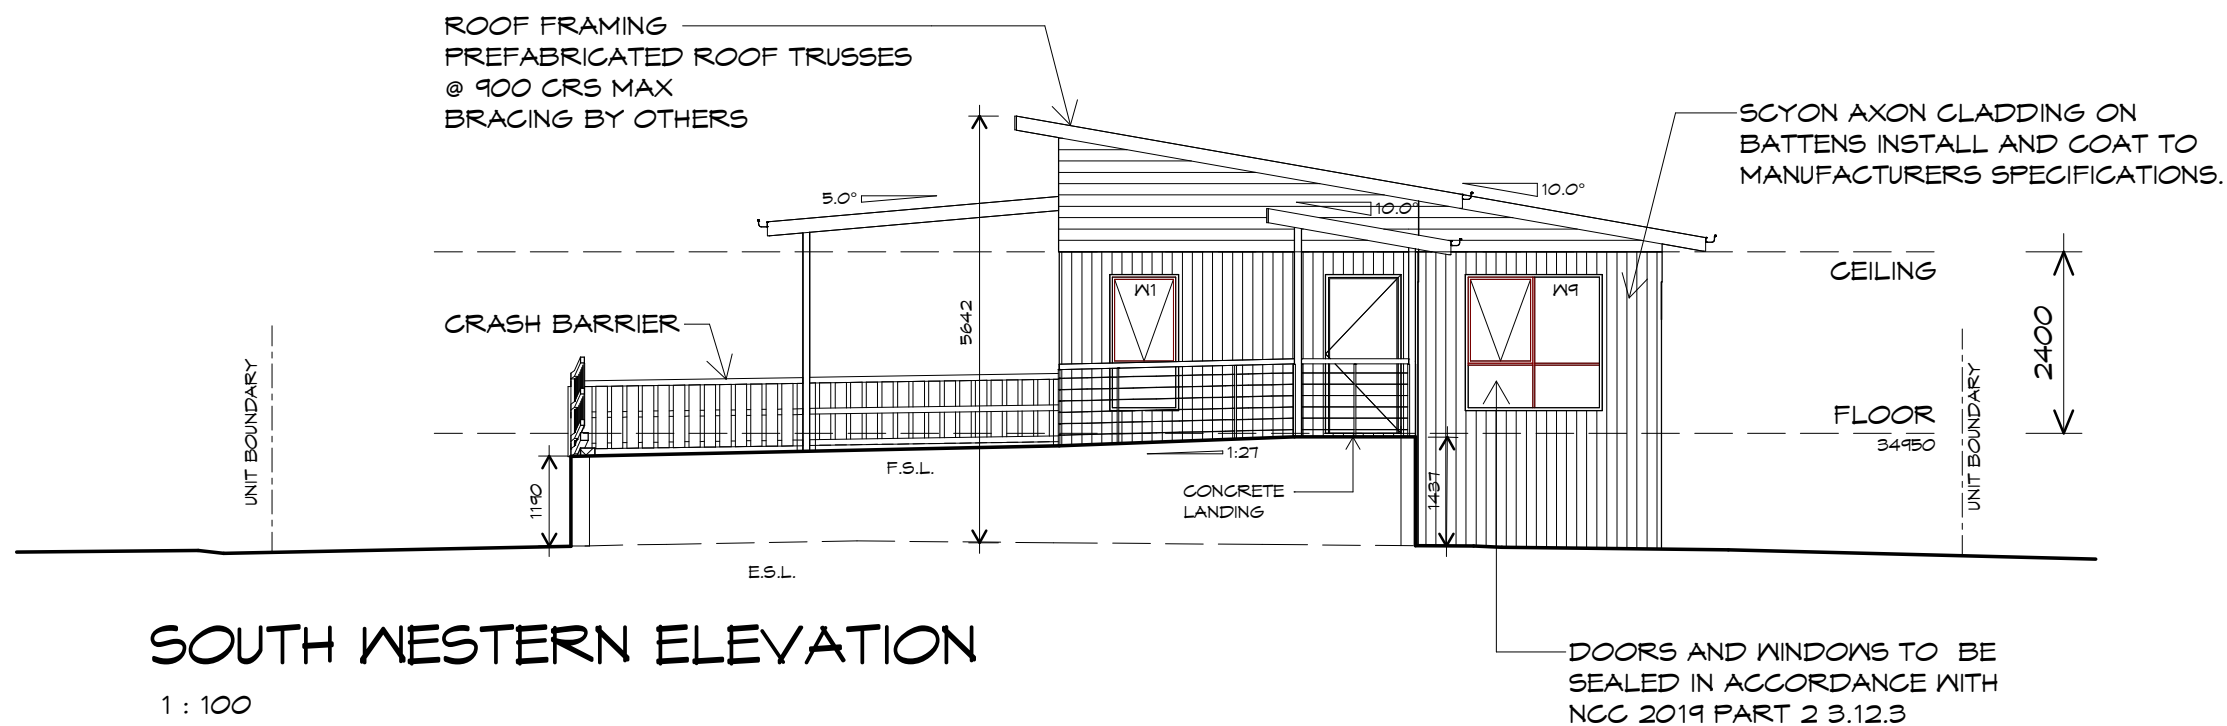 ROOF FRAMING
PREFABRICATED ROOF TRUSSES
@ 900 CRS MAX
BRACING BY OTHERS
SCYON AXON CLADDING ON
BATTENS INSTALL AND COAT TO
MANUFACTURERS SPECIFICATIONS.
5.0°
10.0°
10.0°
CEILING
W1
W9
CRASH BARRIER
5642
2400
UNIT BOUNDARY
FLOOR
34950
UNIT BOUNDARY
F.S.L.
1:27
1190
CONCRETE
LANDING
1437
E.S.L.
SOUTH WESTERN ELEVATION
1 : 100
DOORS AND WINDOWS TO BE
SEALED IN ACCORDANCE WITH
NCC 2019 PART 2 3.12.3